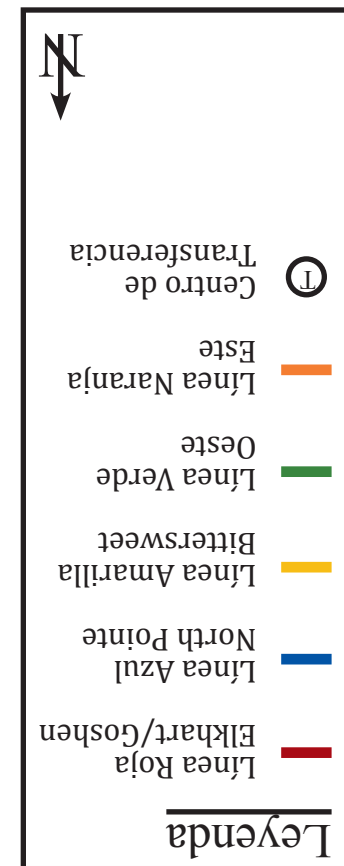 Leyenda
Línea Roja
Elkhart/Goshen
Línea Azul
North Pointe
Línea Amarilla
Bittersweet
Línea Verde
Oeste
Línea Naranja
Este
T
Centro de
Transferencia
N